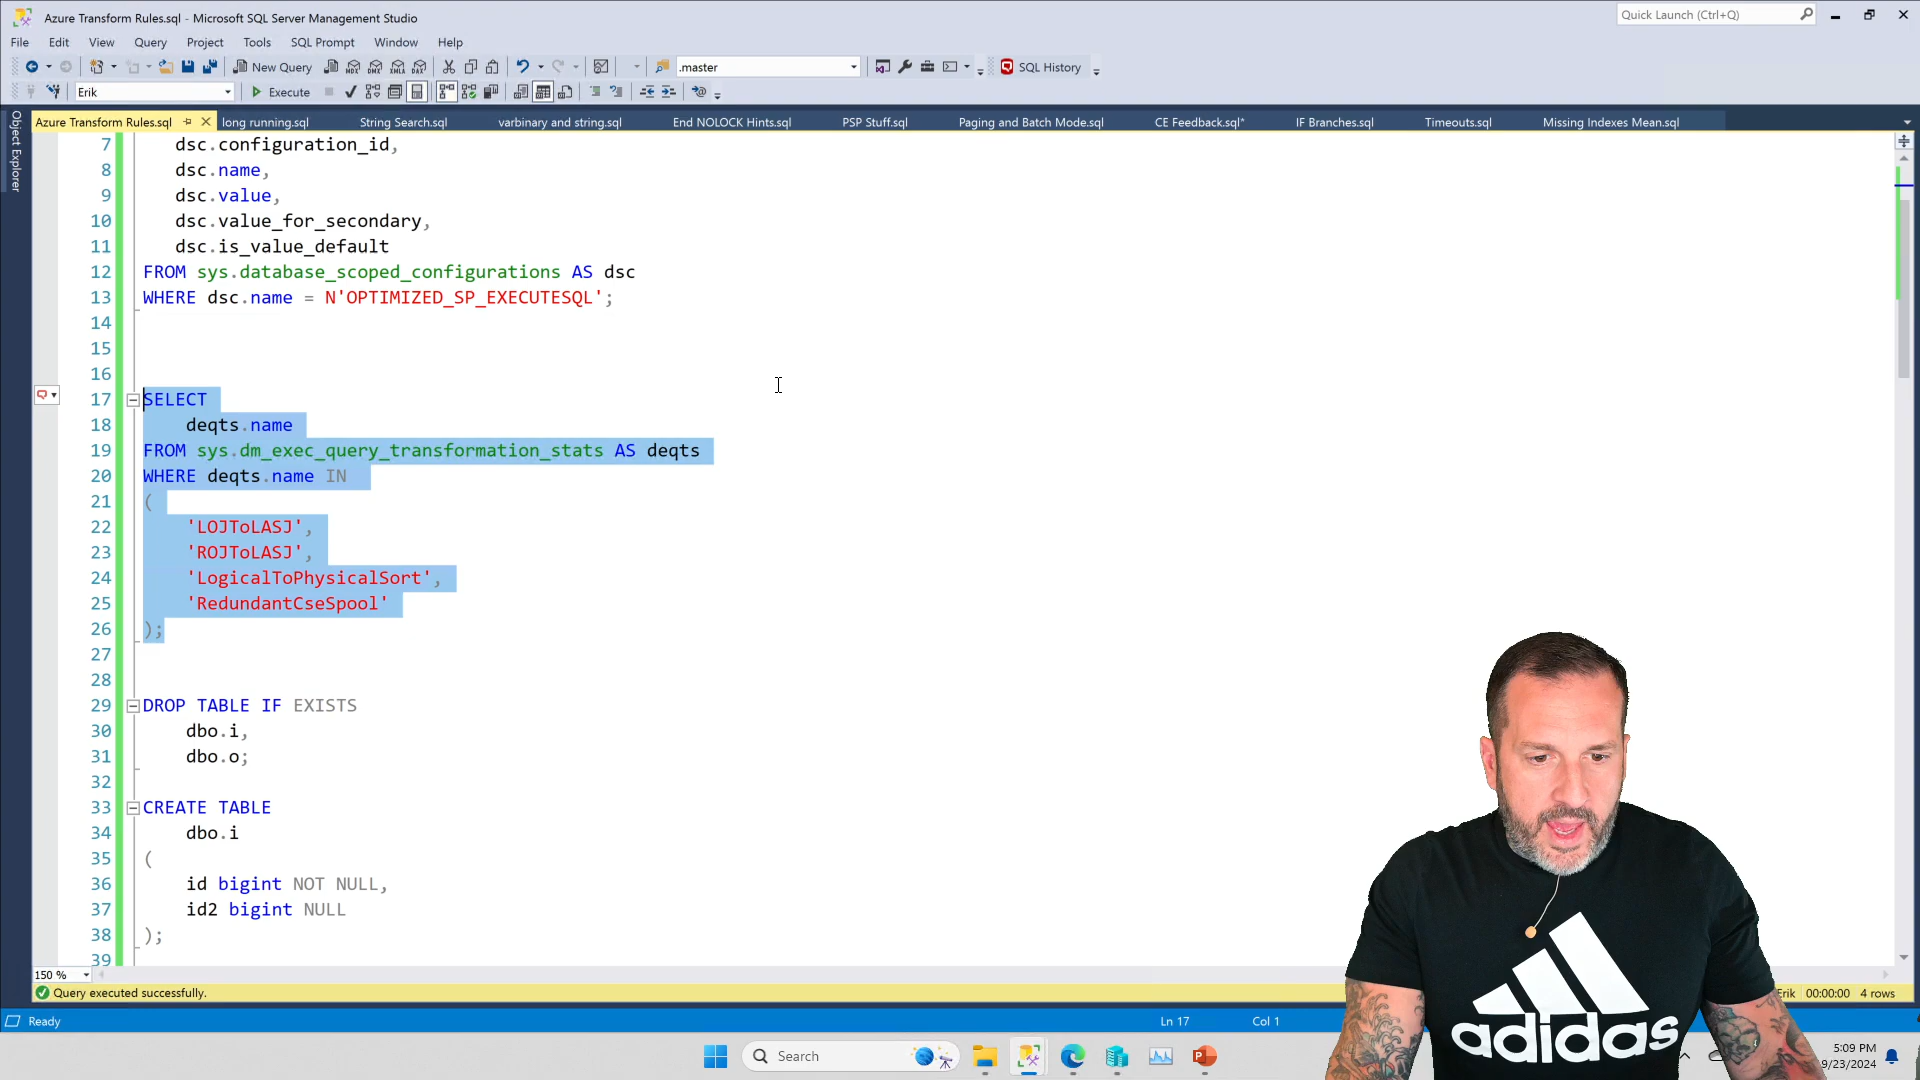 Azure Transform Rules.sql - Microsoft SQL Server Management Studio
Quick Launch (Ctrl+Q)
File Edit View Query Project Tools SQL Prompt Window Help
New Query MDX DMX XMLA DAX .master SQL History
Erik Execute
Azure Transform Rules.sql long running.sql String Search.sql varbinary and string.sql End NOLOCK Hints.sql PSP Stuff.sql Paging and Batch Mode.sql CE Feedback.sql* IF Branches.sql Timeouts.sql Missing Indexes Mean.sql
Object Explorer
7 dsc.configuration_id,
8 dsc.name,
9 dsc.value,
10 dsc.value_for_secondary,
11 dsc.is_value_default
12 FROM sys.database_scoped_configurations AS dsc
13 WHERE dsc.name = N'OPTIMIZED_SP_EXECUTESQL';
14
15
16
17 SELECT
18 deqts.name
19 FROM sys.dm_exec_query_transformation_stats AS deqts
20 WHERE deqts.name IN
21 (
22 'LOJToLASJ',
23 'ROJToLASJ',
24 'LogicalToPhysicalSort',
25 'RedundantCseSpool'
26 );
27
28
29 DROP TABLE IF EXISTS
30 dbo.i,
31 dbo.o;
32
33 CREATE TABLE
34 dbo.i
35 (
36 id bigint NOT NULL,
37 id2 bigint NULL
38 );
39
150 %
Query executed successfully. Erik 00:00:00 4 rows
Ready Ln 17 Col 1
adidas
Search
5:09 PM
9/23/2024